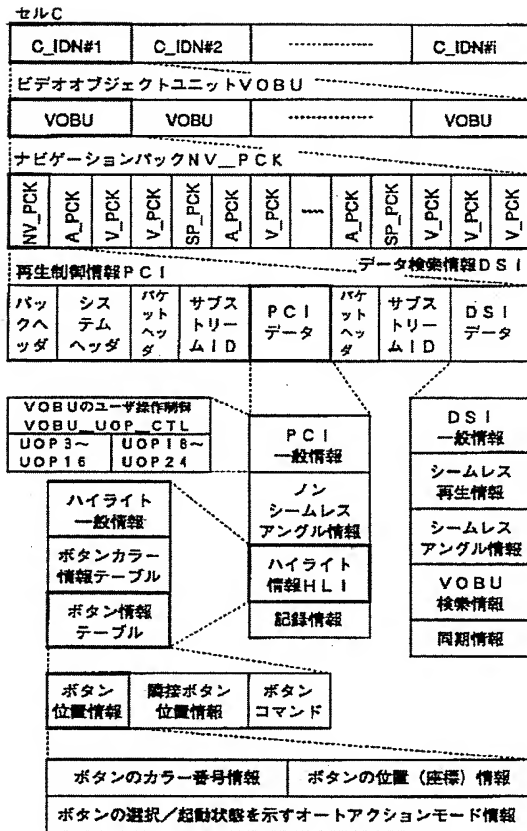 セルC
C_IDN#1 C_IDN#2 C_IDN#i
ビデオオブジェクトユニットVOBU
VOBU VOBU VOBU
ナビゲーションパックNV_PCK
NV_PCK A_PCK V_PCK V_PCK SP_PCK A_PCK V_PCK A_PCK SP_PCK V_PCK V_PCK V_PCK
再生制御情報PCI データ検索情報DSI
パックヘッダ システムヘッダ パケットヘッダ サブストリームID PCIデータ パケットヘッダ サブストリームID DSIデータ
VOBUのユーザ操作制御
VOBU_UOP_CTL
UOP3～ UOP18～
UOP16 UOP24
PCI
一般情報
ノン
シームレス
アングル情報
ハイライト
情報HLI
記録情報
DSI
一般情報
シームレス
再生情報
シームレス
アングル情報
VOBU
検索情報
同期情報
ハイライト
一般情報
ボタンカラー
情報テーブル
ボタン情報
テーブル
ボタン 隣接ボタン ボタン
位置情報 位置情報 コマンド
ボタンのカラー番号情報 ボタンの位置（座標）情報
ボタンの選択／起動状態を示すオートアクションモード情報